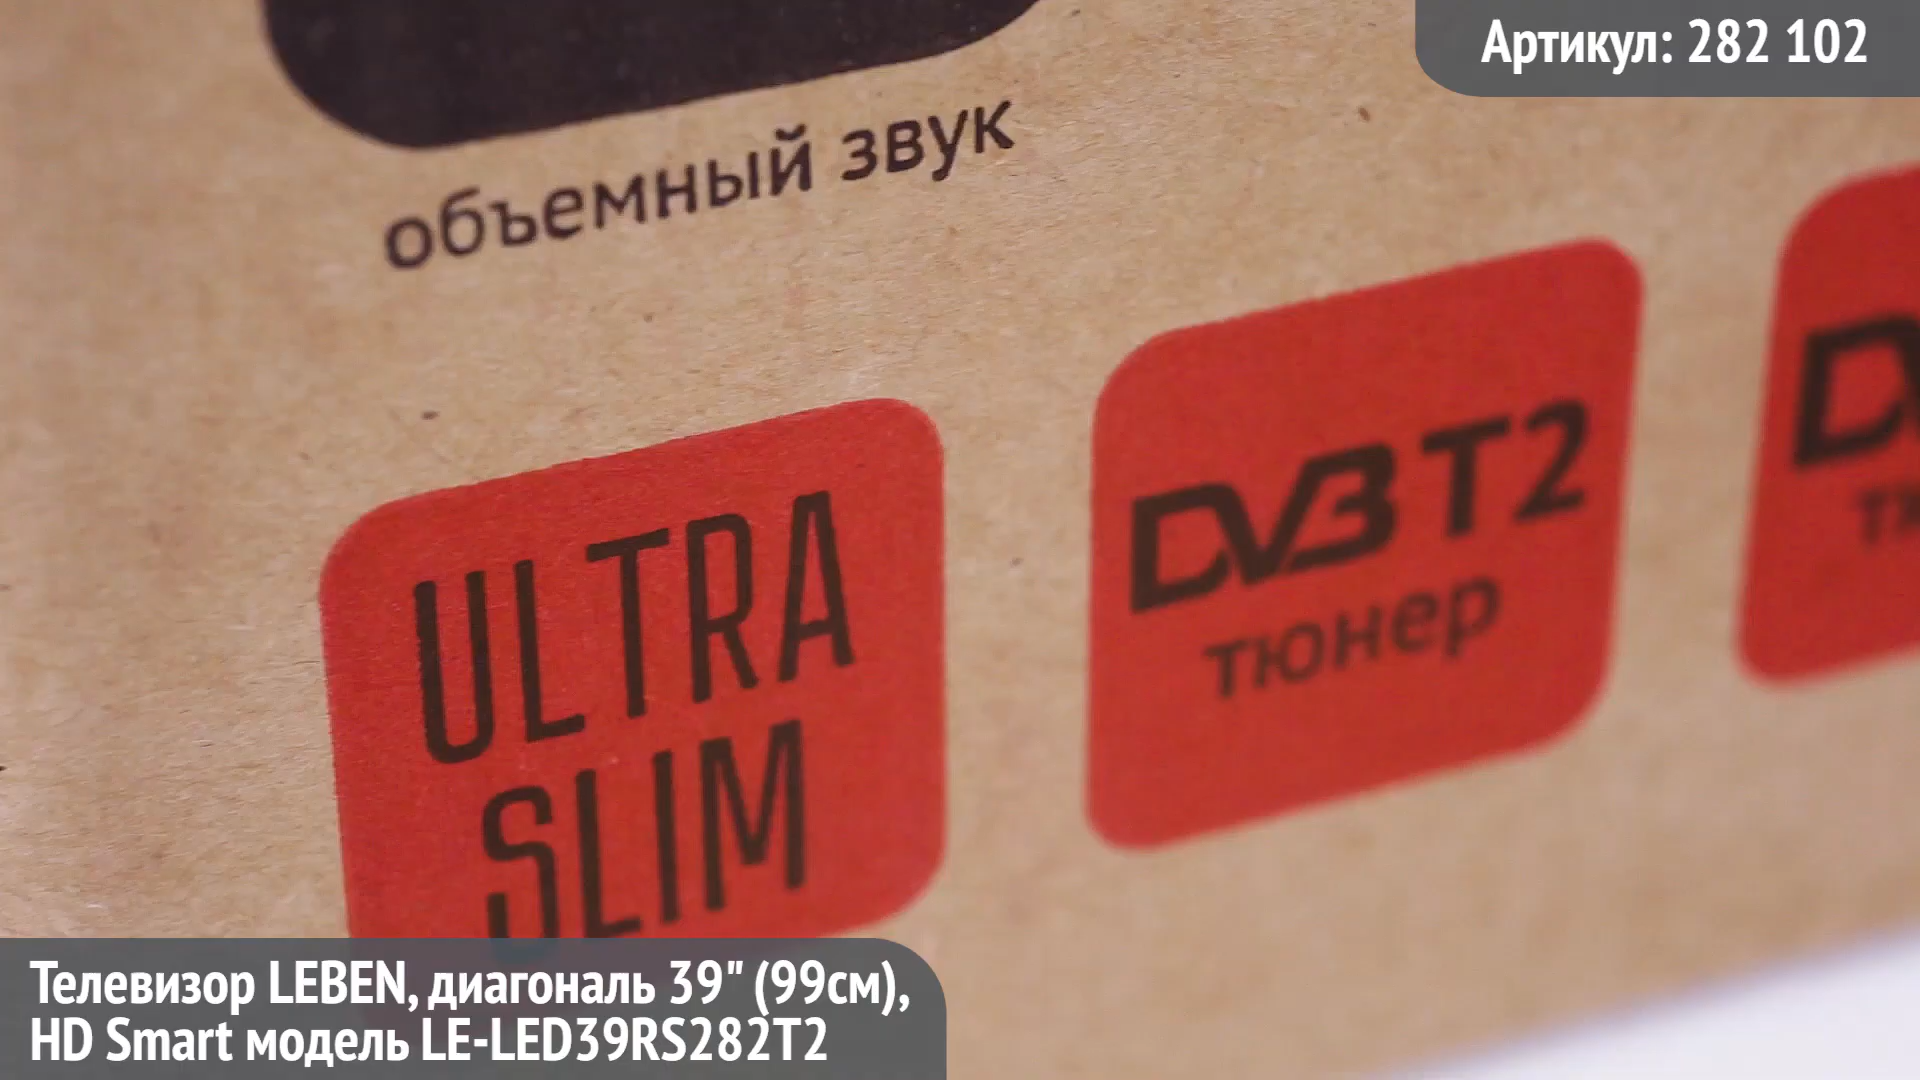 Артикул: 282 102
объемный звук
ULTRA
SLIM
DVB T2
тюнер
Телевизор LEBEN, диагональ 39" (99см),
HD Smart модель LE-LED39RS282T2